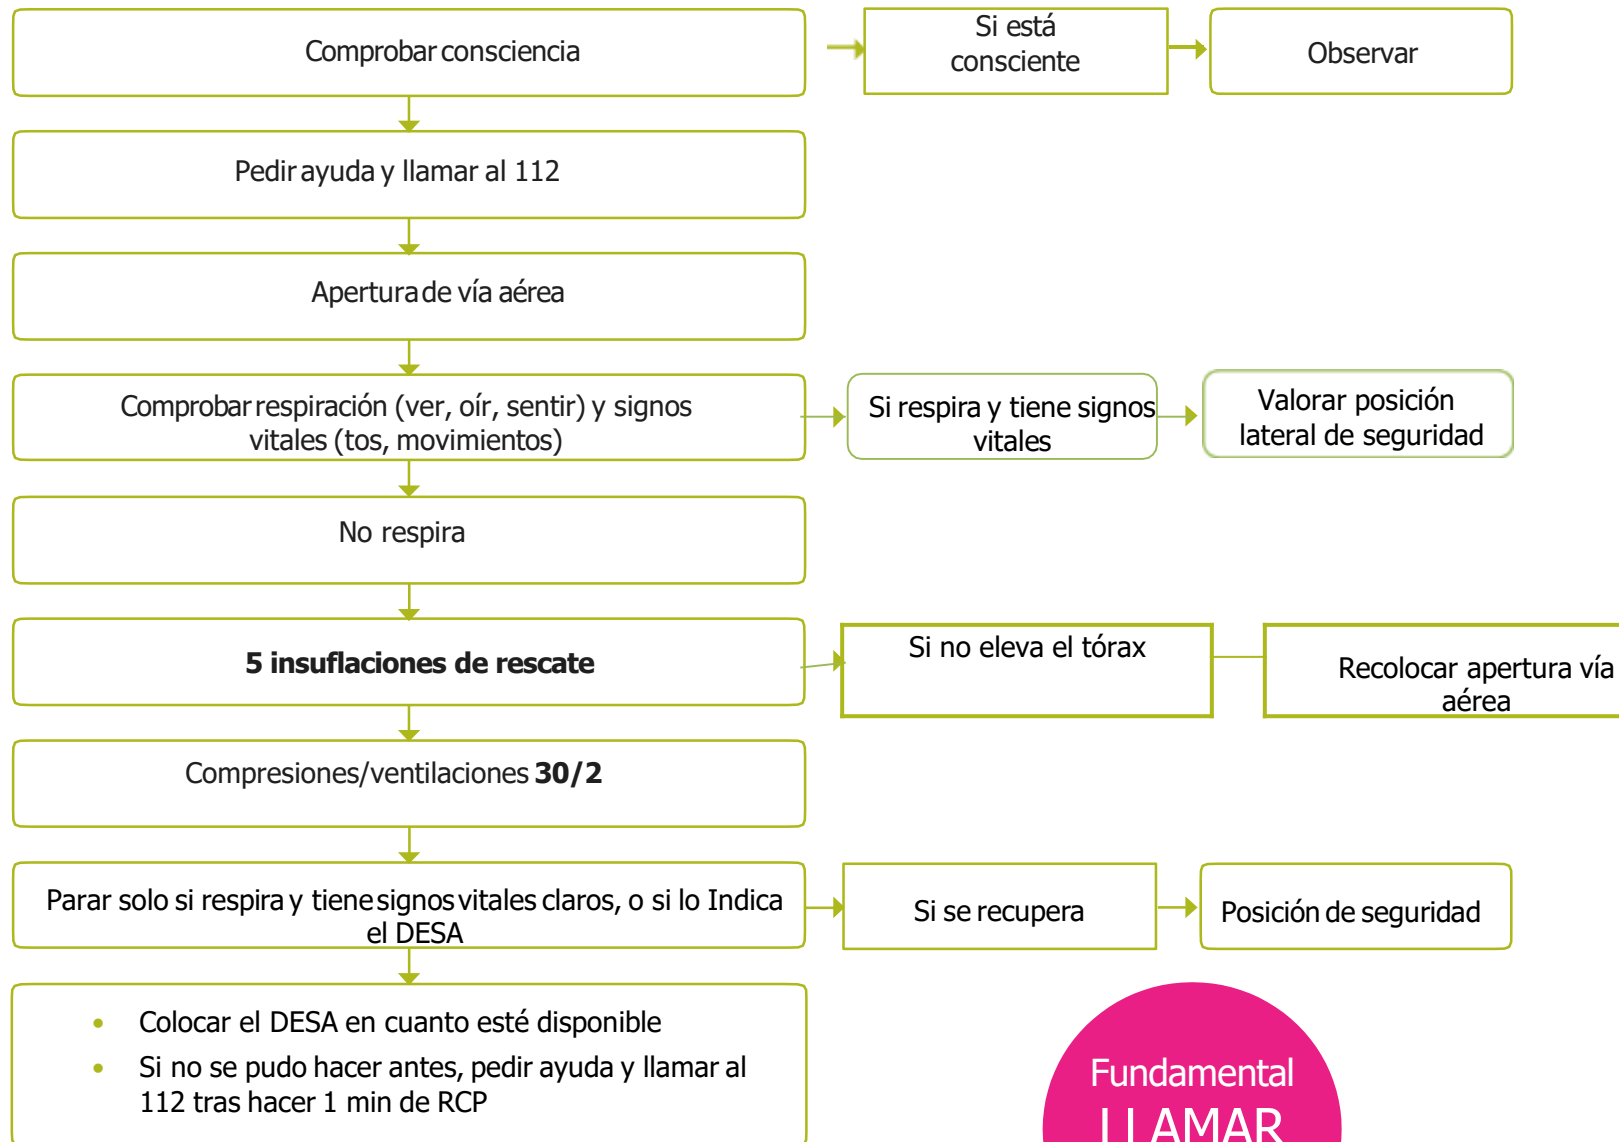 Comprobar consciencia
Si está
consciente
Observar
Pedir ayuda y llamar al 112
Apertura de vía aérea
Comprobar respiración (ver, oír, sentir) y signos
vitales (tos, movimientos)
Si respira y tiene signos
vitales
Valorar posición
lateral de seguridad
No respira
5 insuflaciones de rescate
Si no eleva el tórax
Recolocar apertura vía
aérea
Compresiones/ventilaciones 30/2
Parar solo si respira y tiene signos vitales claros, o si lo Indica
el DESA
Si se recupera
Posición de seguridad
• Colocar el DESA en cuanto esté disponible
• Si no se pudo hacer antes, pedir ayuda y llamar al
112 tras hacer 1 min de RCP
Fundamental
LLAMAR